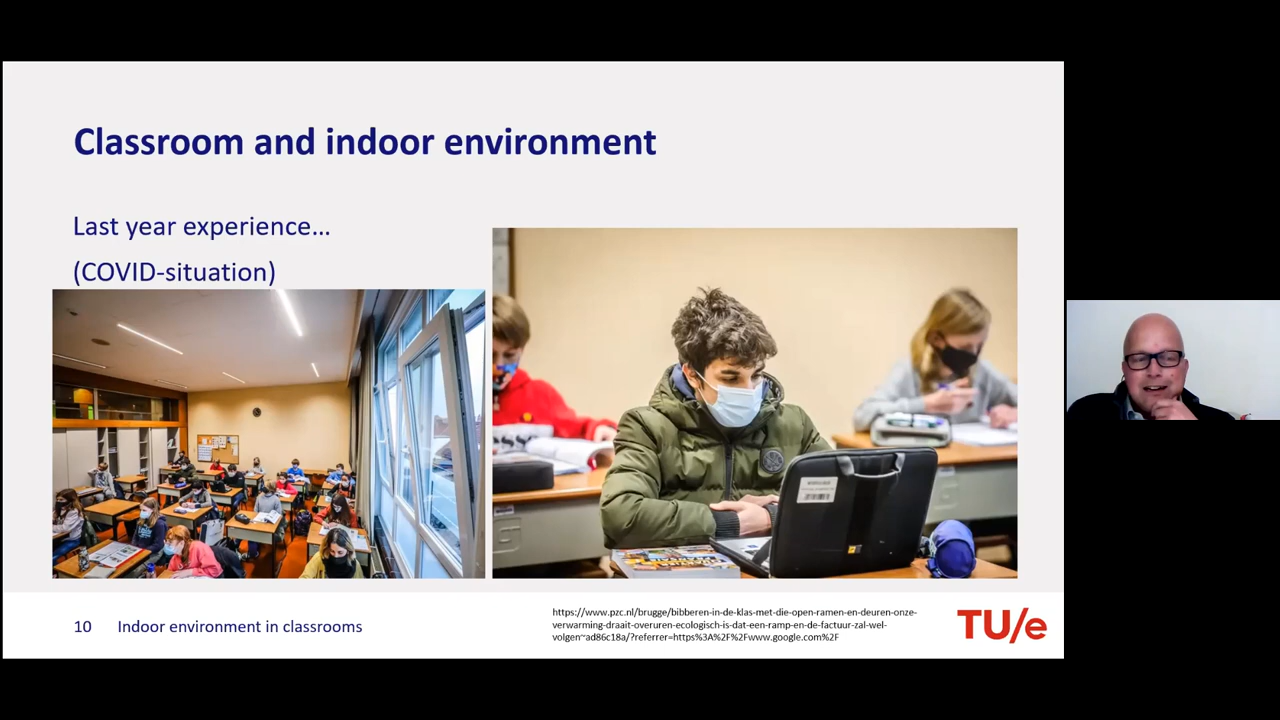 Classroom and indoor environment
Last year experience…
(COVID-situation)
10 Indoor environment in classrooms
https://www.pzc.nl/brugge/bibberen-in-de-klas-met-die-open-ramen-en-deuren-onze-
verwarming-draait-overuren-ecologisch-is-dat-een-ramp-en-de-factuur-zal-wel-
volgen~ad86c18a/?referrer=https%3A%2F%2Fwww.google.com%2F
TU/e